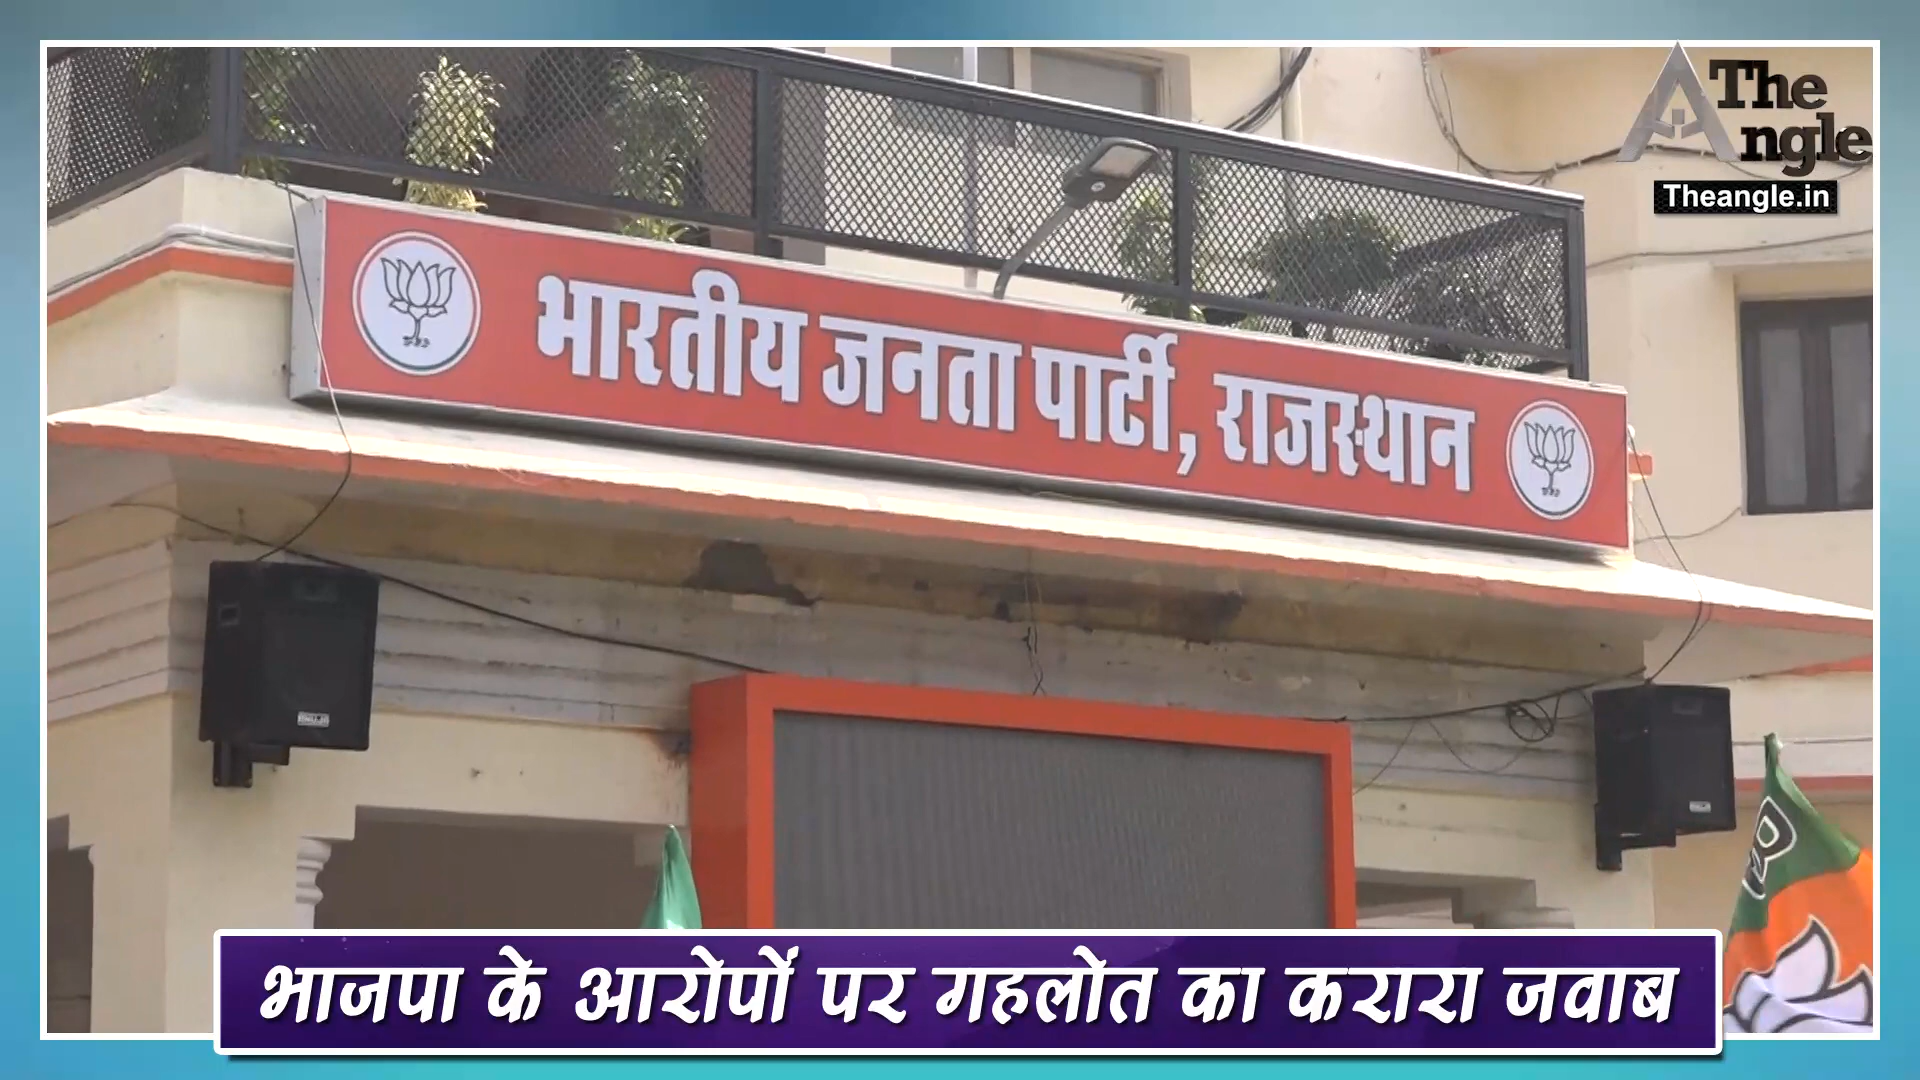 The
Angle
Theangle.in
भारतीय जनता पार्टी, राजस्थान
भाजपा के आरोपों पर गहलोत का करारा जवाब